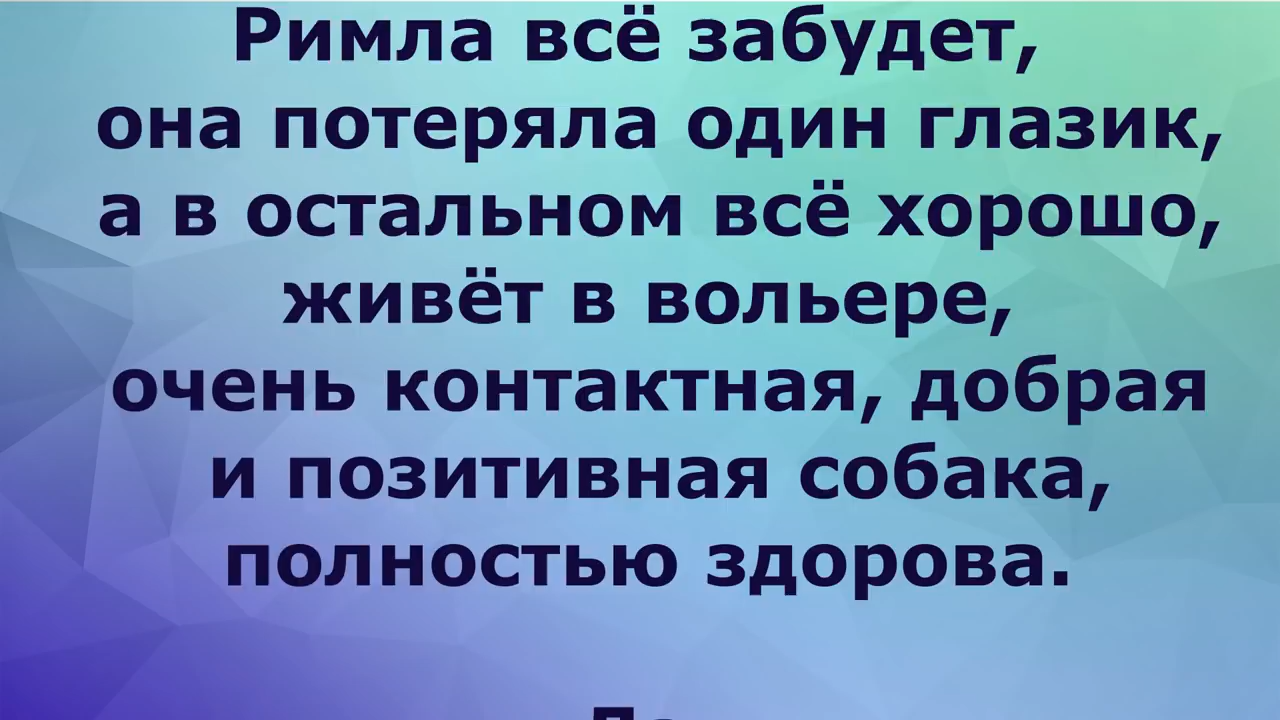 Римла всё забудет,
она потеряла один глазик,
а в остальном всё хорошо,
живёт в вольере,
очень контактная, добрая
и позитивная собака,
полностью здорова.